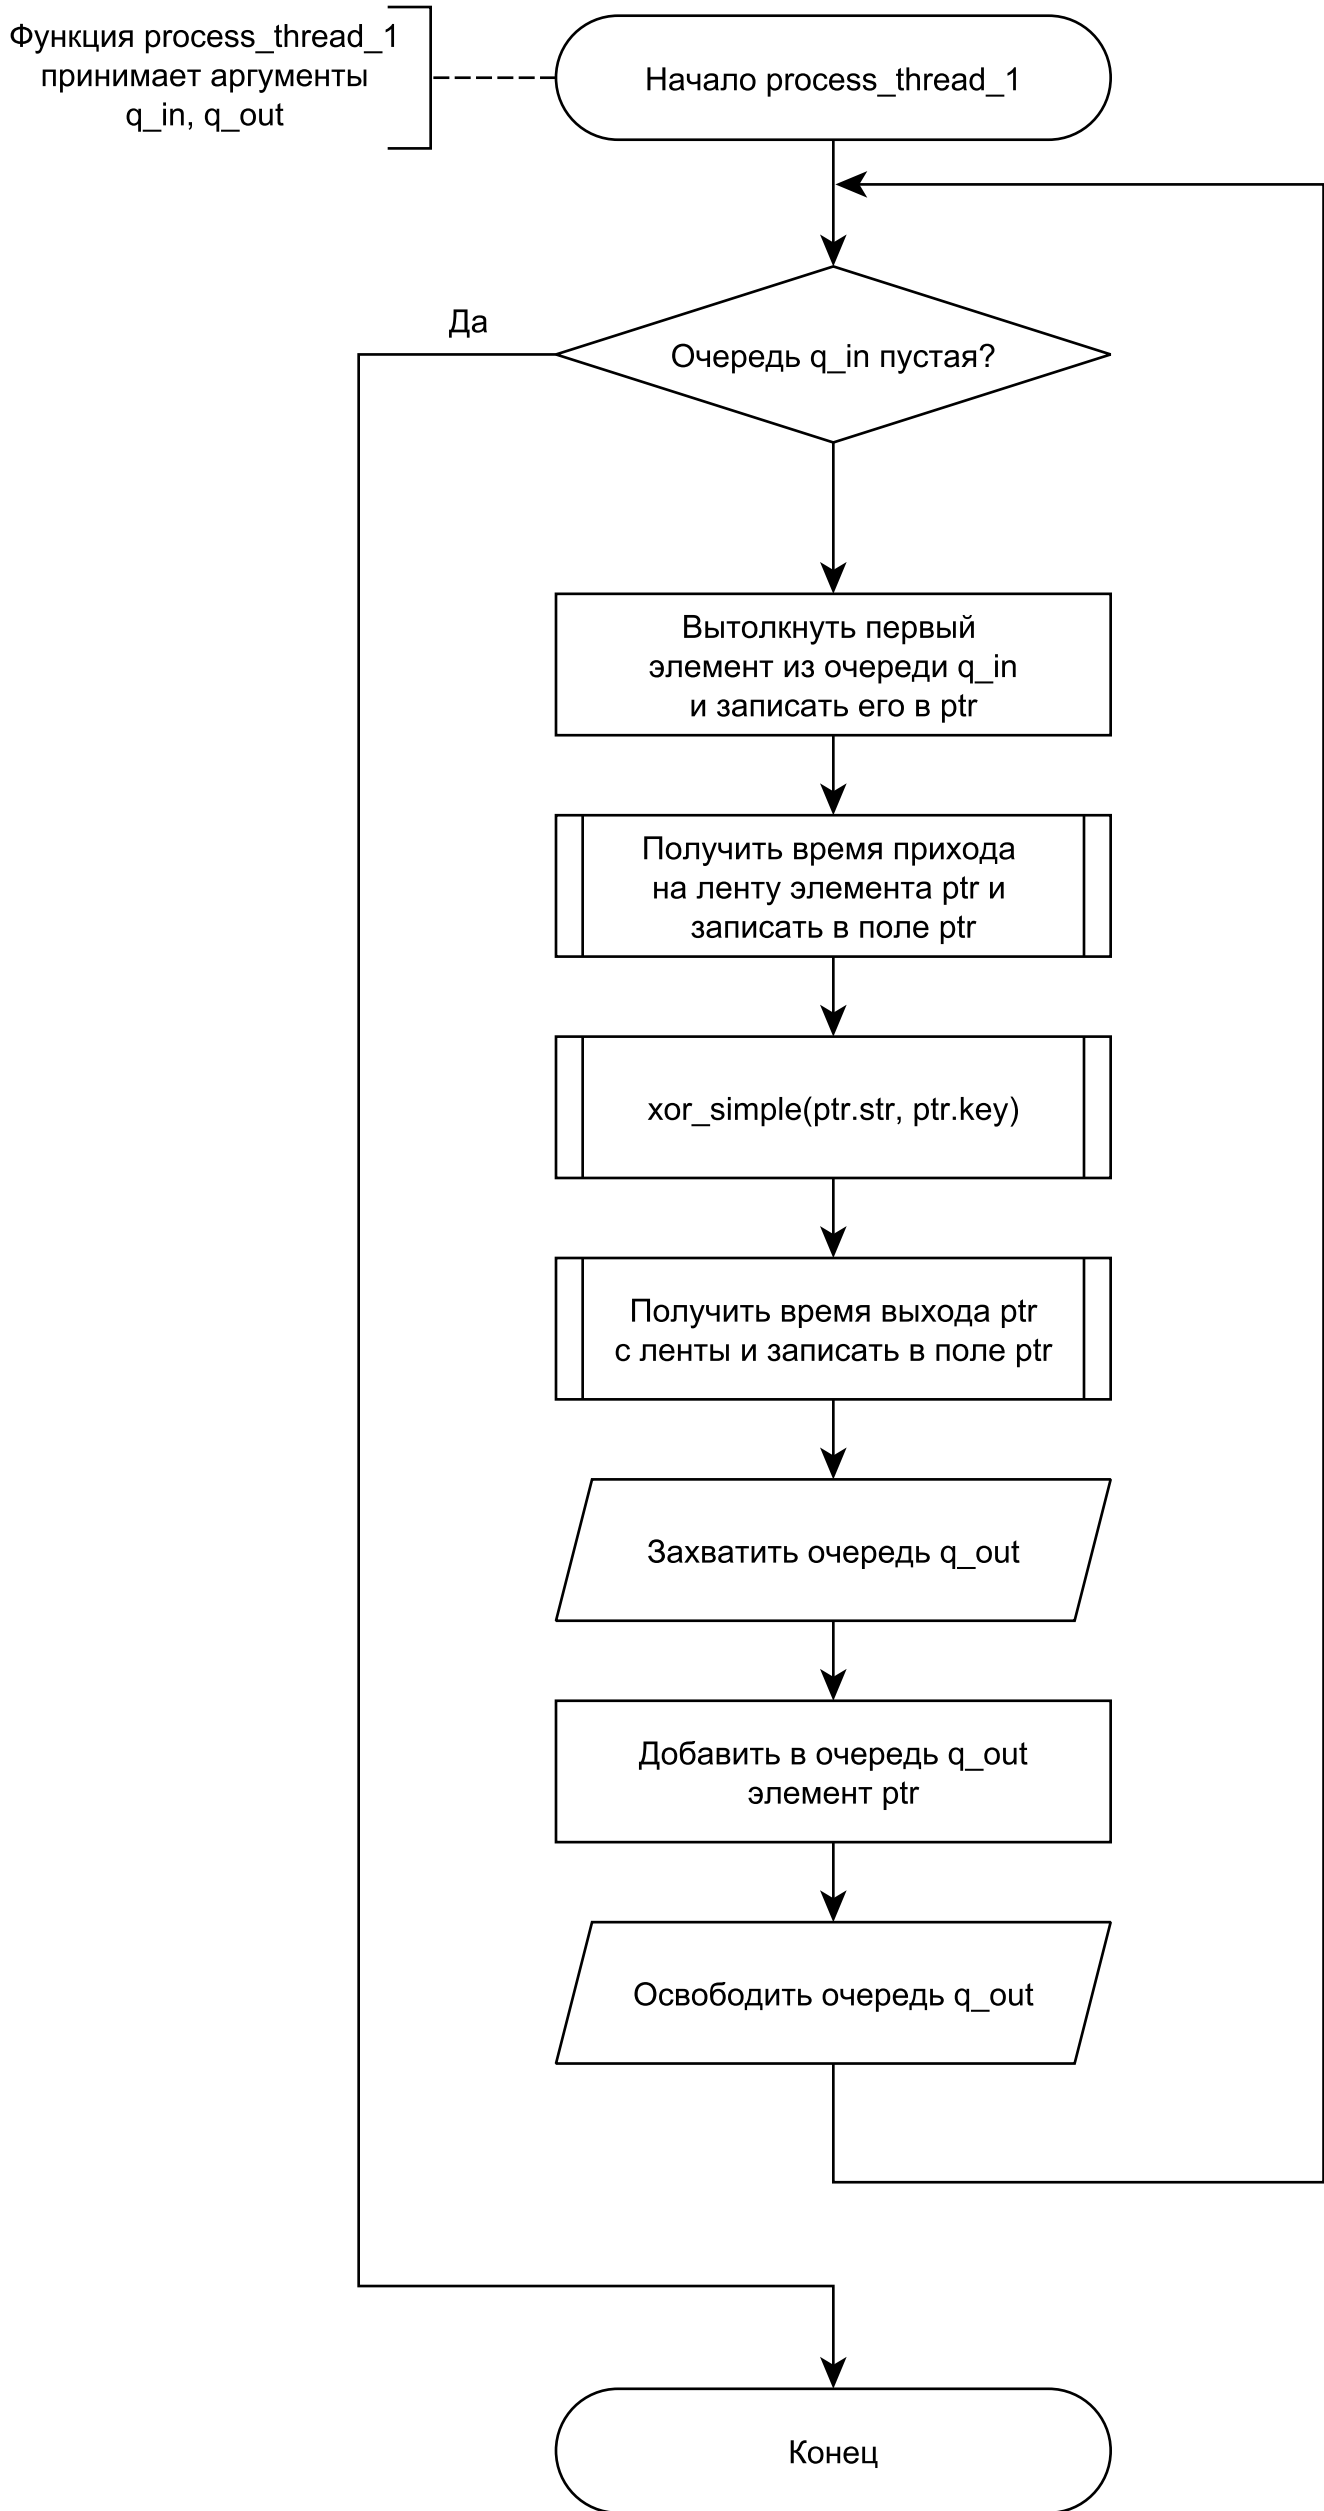 Функция process_thread_1
принимает аргументы
q_in, q_out
Начало process_thread_1
Да
Очередь q_in пустая?
Вытолкнуть первый
элемент из очереди q_in
и записать его в ptr
Получить время прихода
на ленту элемента ptr и
записать в поле ptr
xor_simple(ptr.str, ptr.key)
Получить время выхода ptr
с ленты и записать в поле ptr
Захватить очередь q_out
Добавить в очередь q_out
элемент ptr
Освободить очередь q_out
Конец